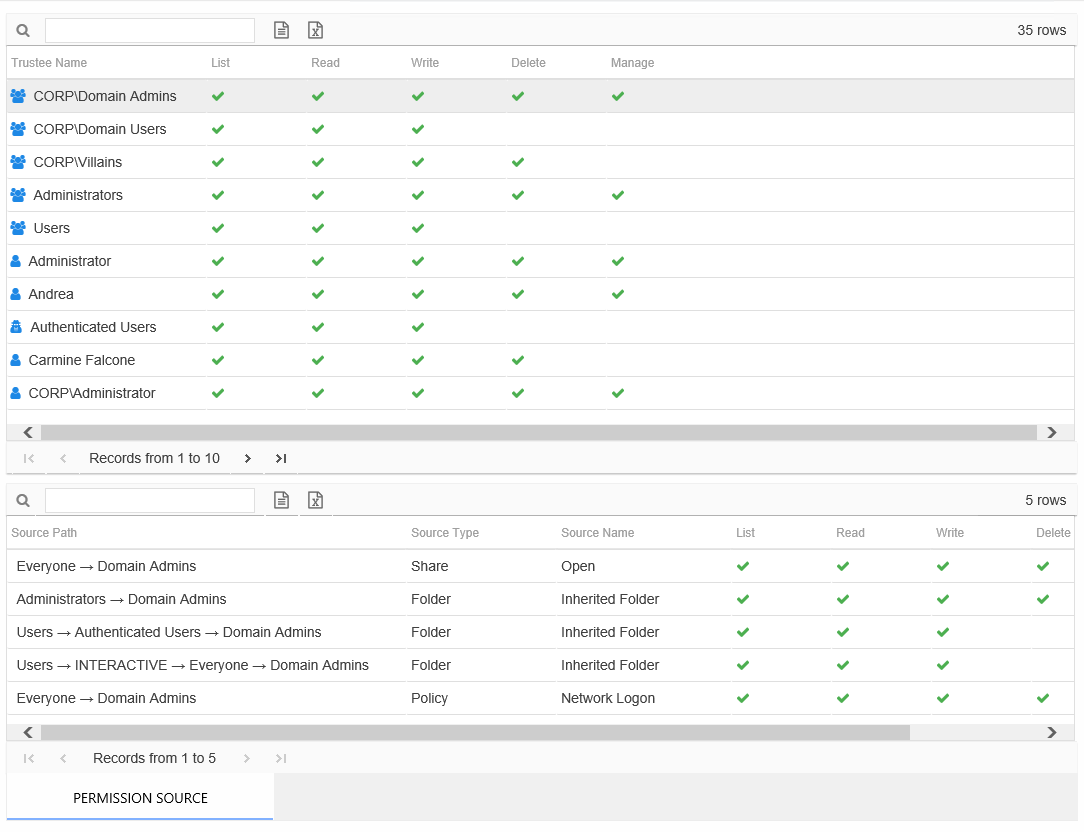 35 rows
Trustee Name List Read Write Delete Manage
CORP\Domain Admins
CORP\Domain Users
CORP\Villains
Administrators
Users
Administrator
Andrea
Authenticated Users
Carmine Falcone
CORP\Administrator
Records from 1 to 10
5 rows
Source Path Source Type Source Name List Read Write Delete
Everyone → Domain Admins Share Open
Administrators → Domain Admins Folder Inherited Folder
Users → Authenticated Users → Domain Admins Folder Inherited Folder
Users → INTERACTIVE → Everyone → Domain Admins Folder Inherited Folder
Everyone → Domain Admins Policy Network Logon
Records from 1 to 5
PERMISSION SOURCE